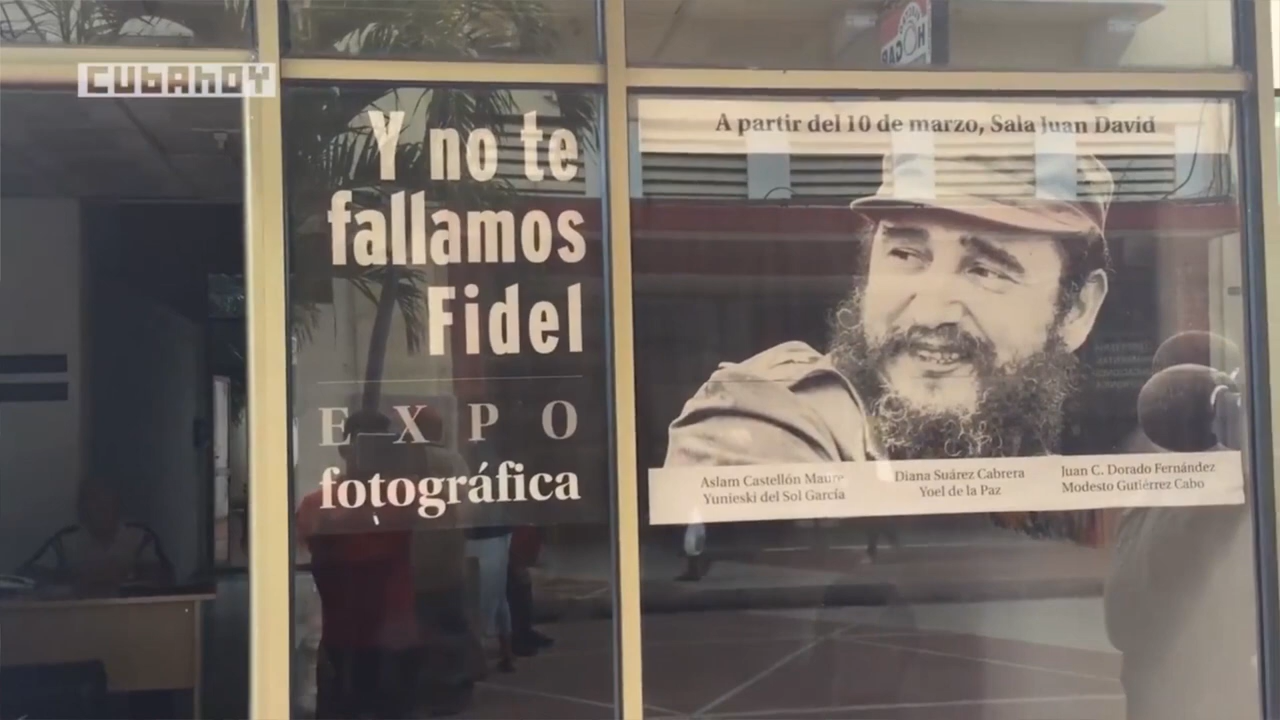 CUBAHOY
Y no te
fallamos
Fidel
EXPO
fotográfica
A partir del 10 de marzo, Sala Juan David
Aslam Castellón Maure
Yunieski del Sol García
Diana Suárez Cabrera
Yoel de la Paz
Juan C. Dorado Fernández
Modesto Gutiérrez Cabo